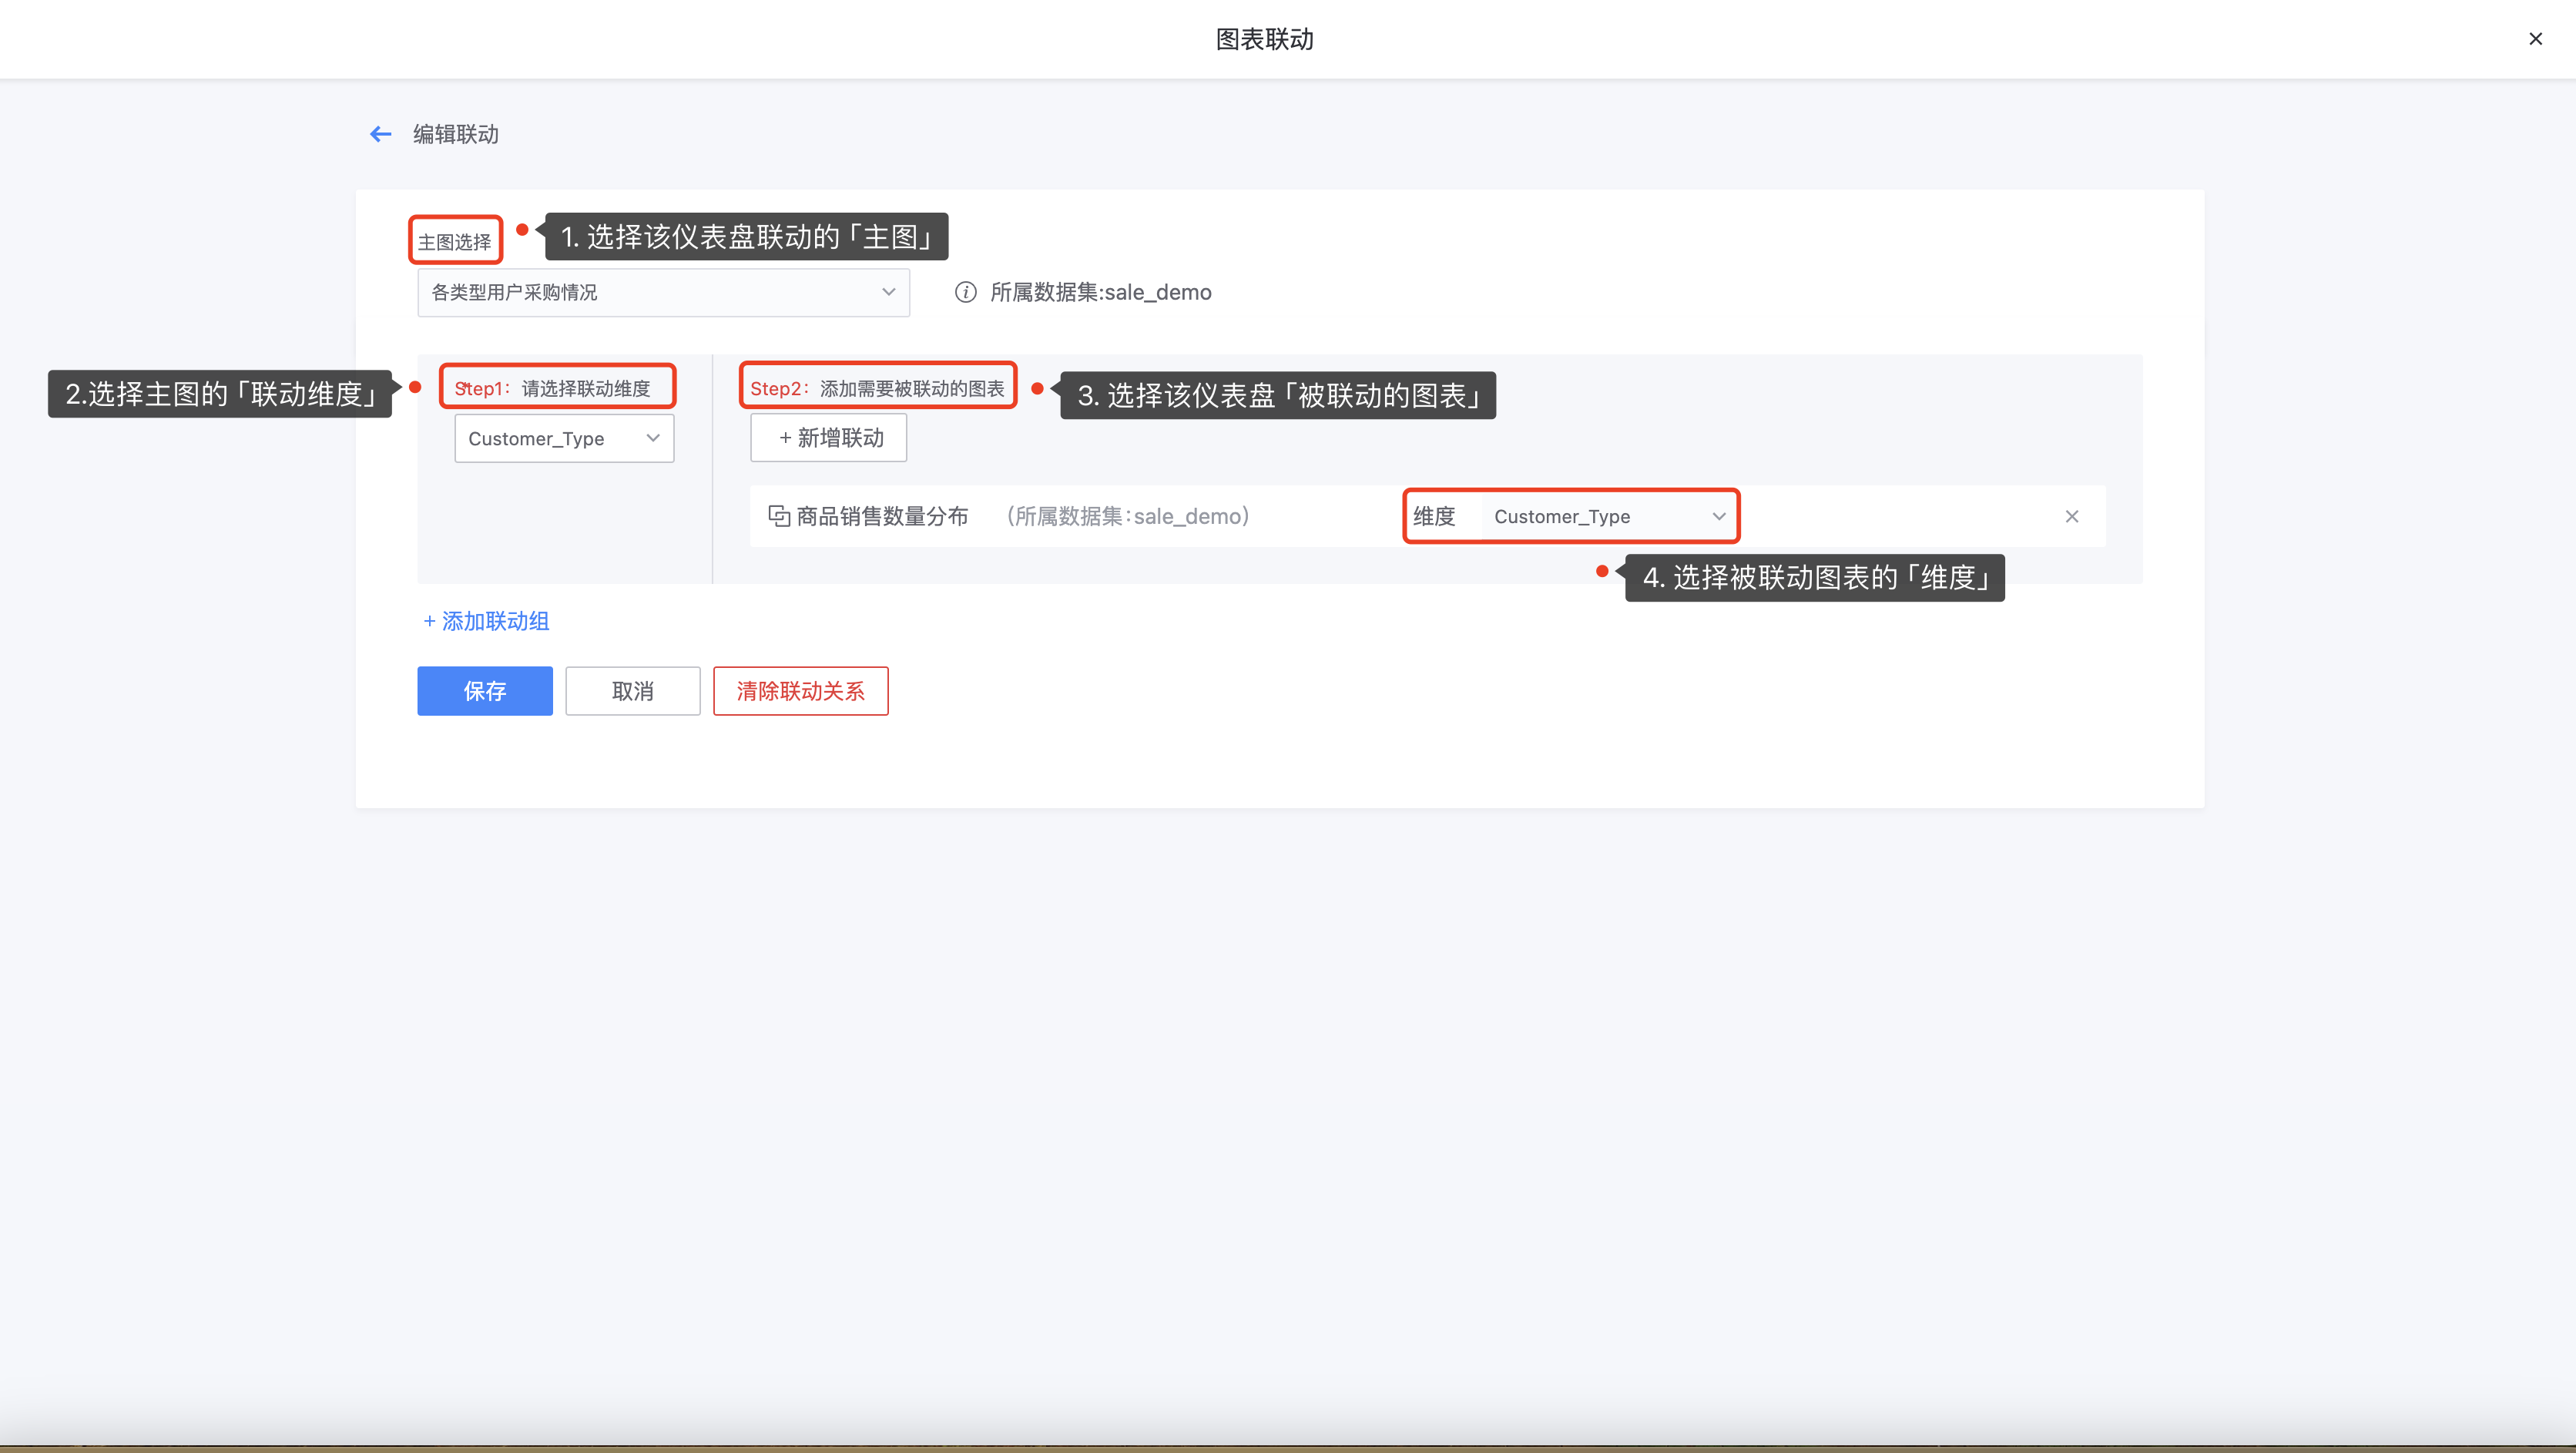 图表联动
编辑联动
主图选择
1. 选择该仪表盘联动的「主图」
各类型用户采购情况
所属数据集:sale_demo
2.选择主图的「联动维度」
Step1: 请选择联动维度
Step2: 添加需要被联动的图表
3. 选择该仪表盘「被联动的图表」
Customer_Type
+ 新增联动
商品销售数量分布 (所属数据集:sale_demo)
维度 Customer_Type
4. 选择被联动图表的「维度」
+ 添加联动组
保存
取消
清除联动关系